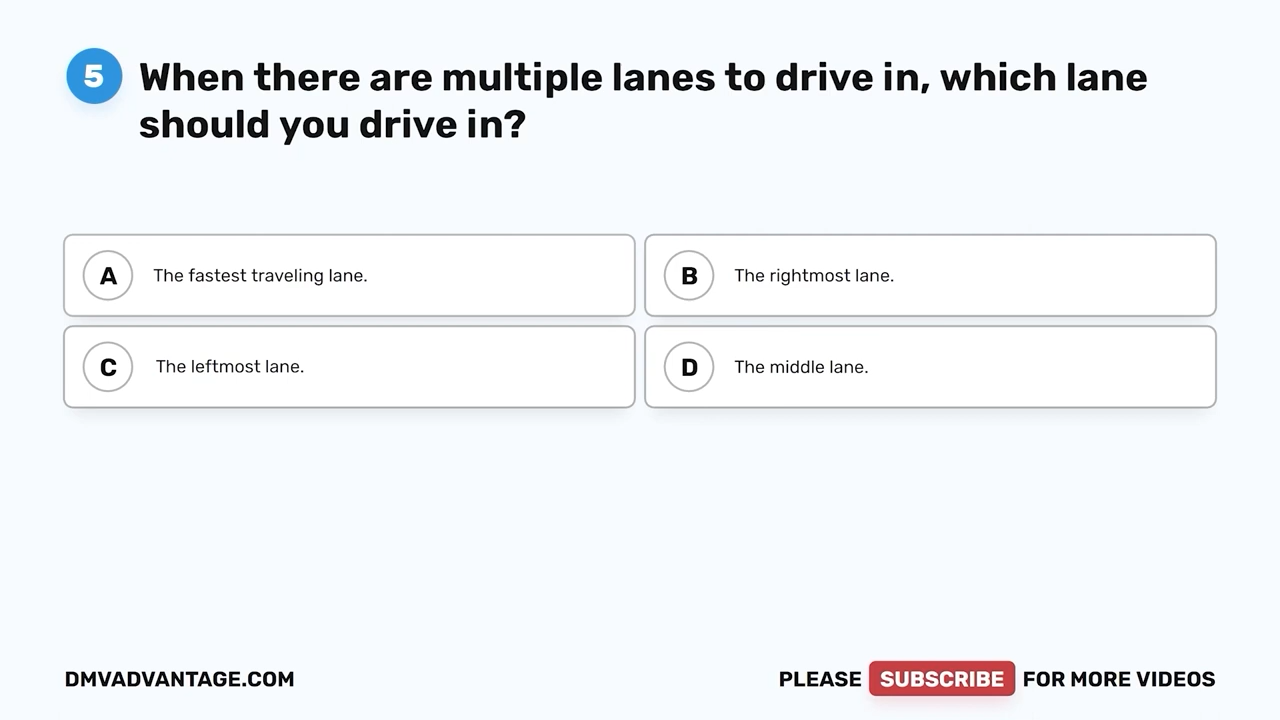 5
When there are multiple lanes to drive in, which lane
should you drive in?
A The fastest traveling lane.
B The rightmost lane.
C The leftmost lane.
D The middle lane.
DMVADVANTAGE.COM
PLEASE SUBSCRIBE FOR MORE VIDEOS